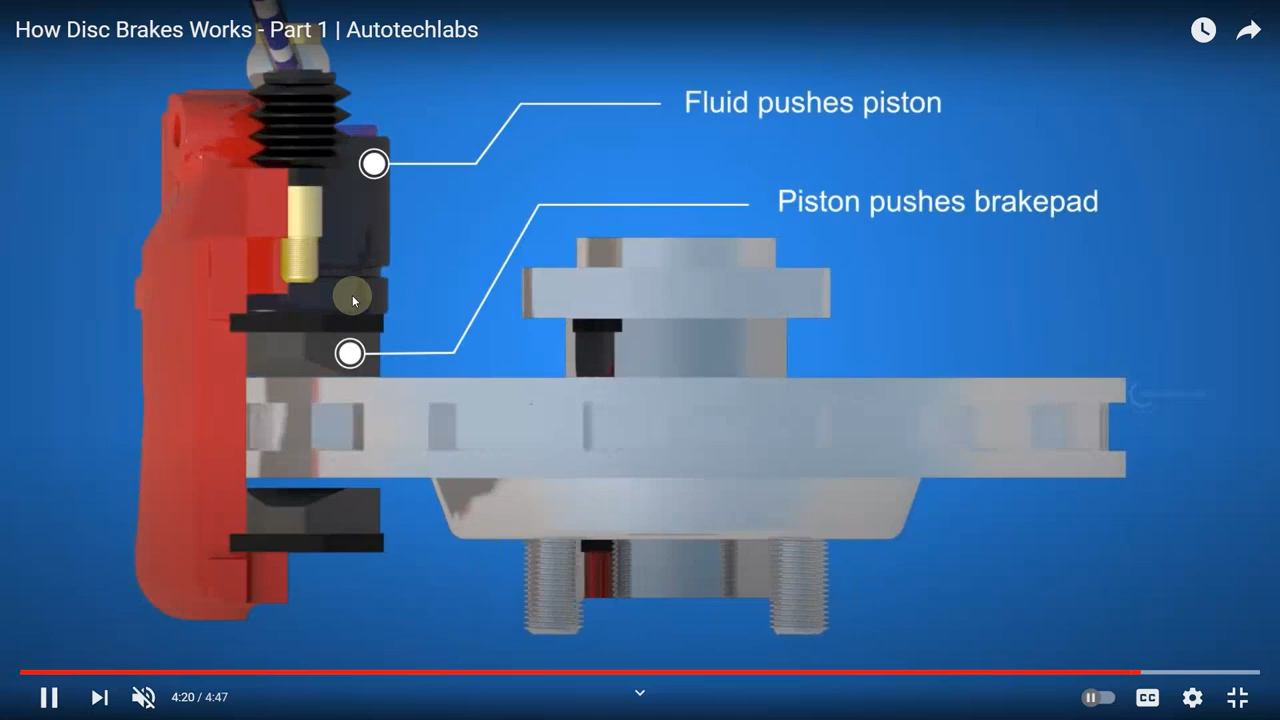 How Disc Brakes Works - Part 1 | Autotechlabs
Fluid pushes piston
Piston pushes brakepad
4:20 / 4:47
CC